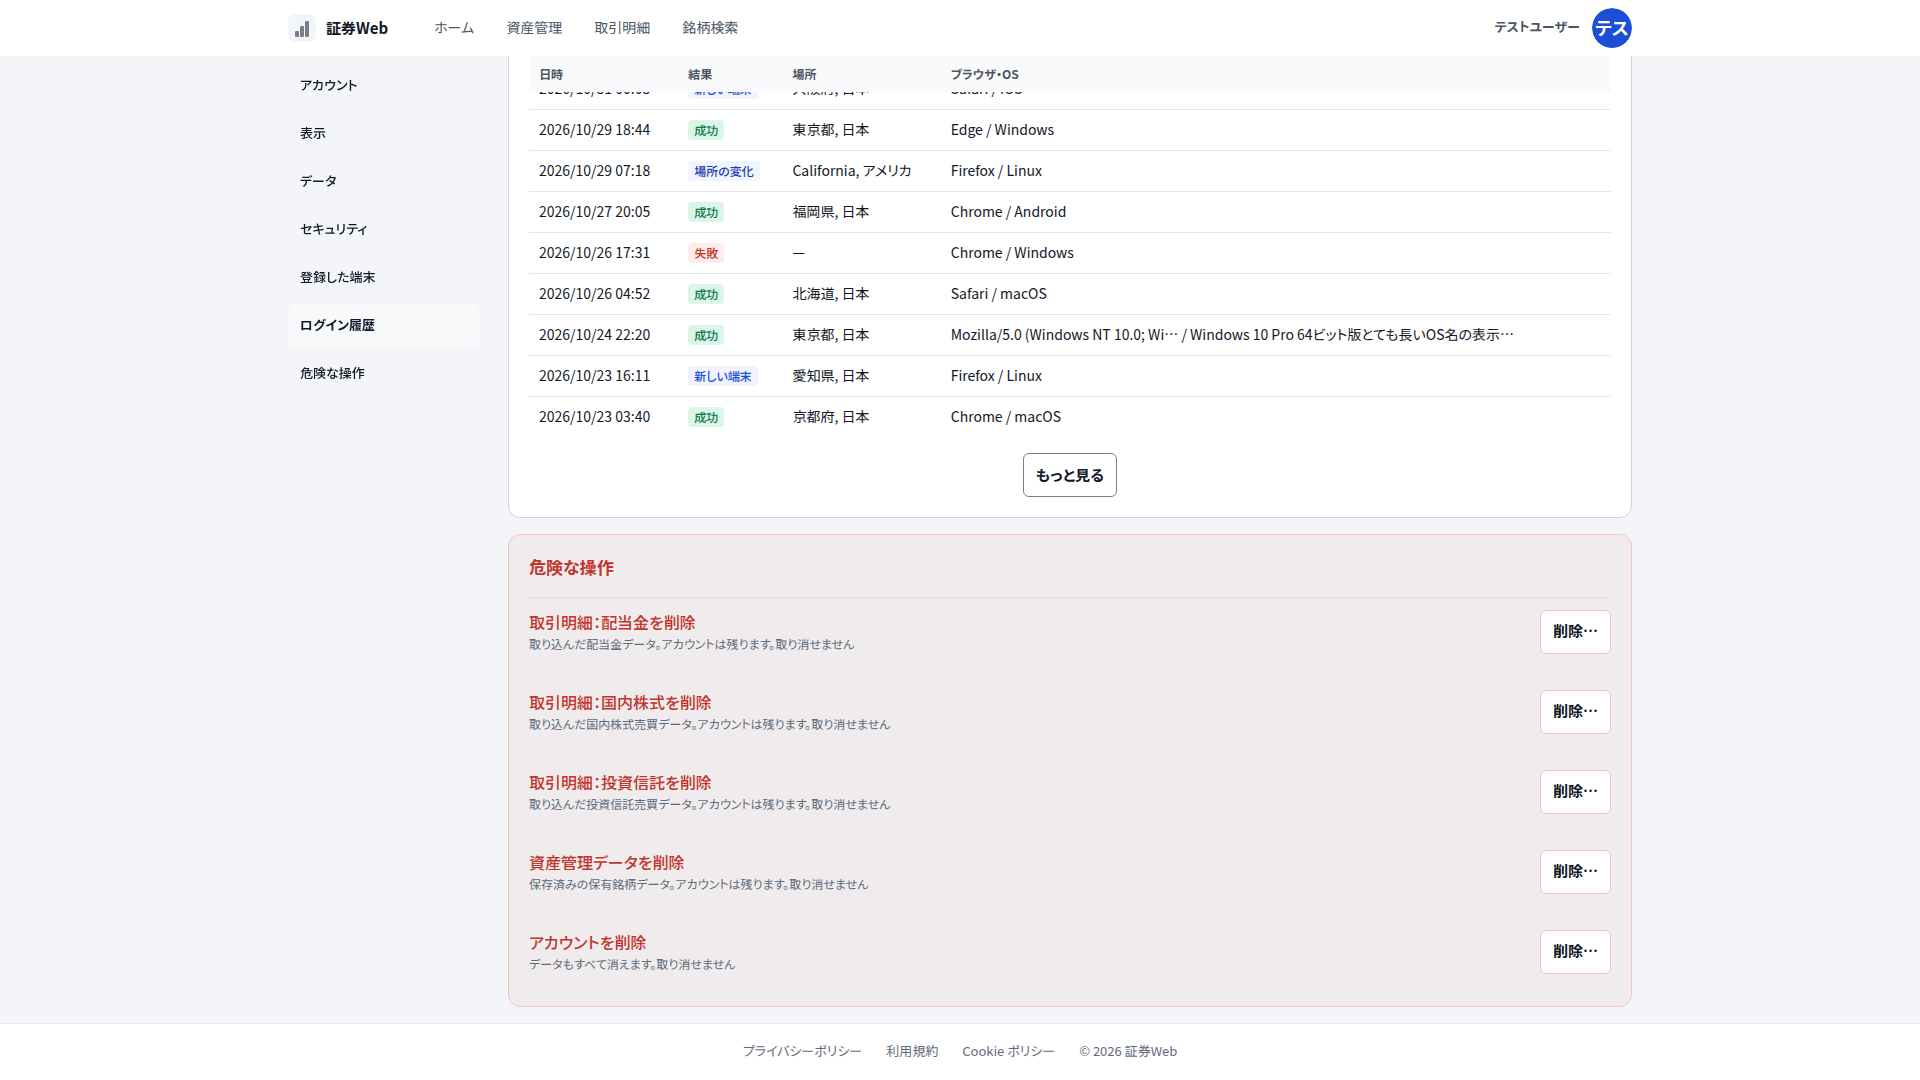 証券Web
ホーム
資産管理
取引明細
銘柄検索
テストユーザー
テス
アカウント
表示
データ
セキュリティ
登録した端末
ログイン履歴
危険な操作
日時 結果 場所 ブラウザ・OS
2026/10/29 18:44 成功 東京都, 日本 Edge / Windows
2026/10/29 07:18 場所の変化 California, アメリカ Firefox / Linux
2026/10/27 20:05 成功 福岡県, 日本 Chrome / Android
2026/10/26 17:31 失敗 — Chrome / Windows
2026/10/26 04:52 成功 北海道, 日本 Safari / macOS
2026/10/24 22:20 成功 東京都, 日本 Mozilla/5.0 (Windows NT 10.0; Wi… / Windows 10 Pro 64ビット版とても長いOS名の表示…
2026/10/23 16:11 新しい端末 愛知県, 日本 Firefox / Linux
2026/10/23 03:40 成功 京都府, 日本 Chrome / macOS
もっと見る
危険な操作
取引明細：配当金を削除
取り込んだ配当金データ。アカウントは残ります。取り消せません
削除…
取引明細：国内株式を削除
取り込んだ国内株式売買データ。アカウントは残ります。取り消せません
削除…
取引明細：投資信託を削除
取り込んだ投資信託売買データ。アカウントは残ります。取り消せません
削除…
資産管理データを削除
保存済みの保有銘柄データ。アカウントは残ります。取り消せません
削除…
アカウントを削除
データもすべて消えます。取り消せません
削除…
プライバシーポリシー
利用規約
Cookie ポリシー
© 2026 証券Web